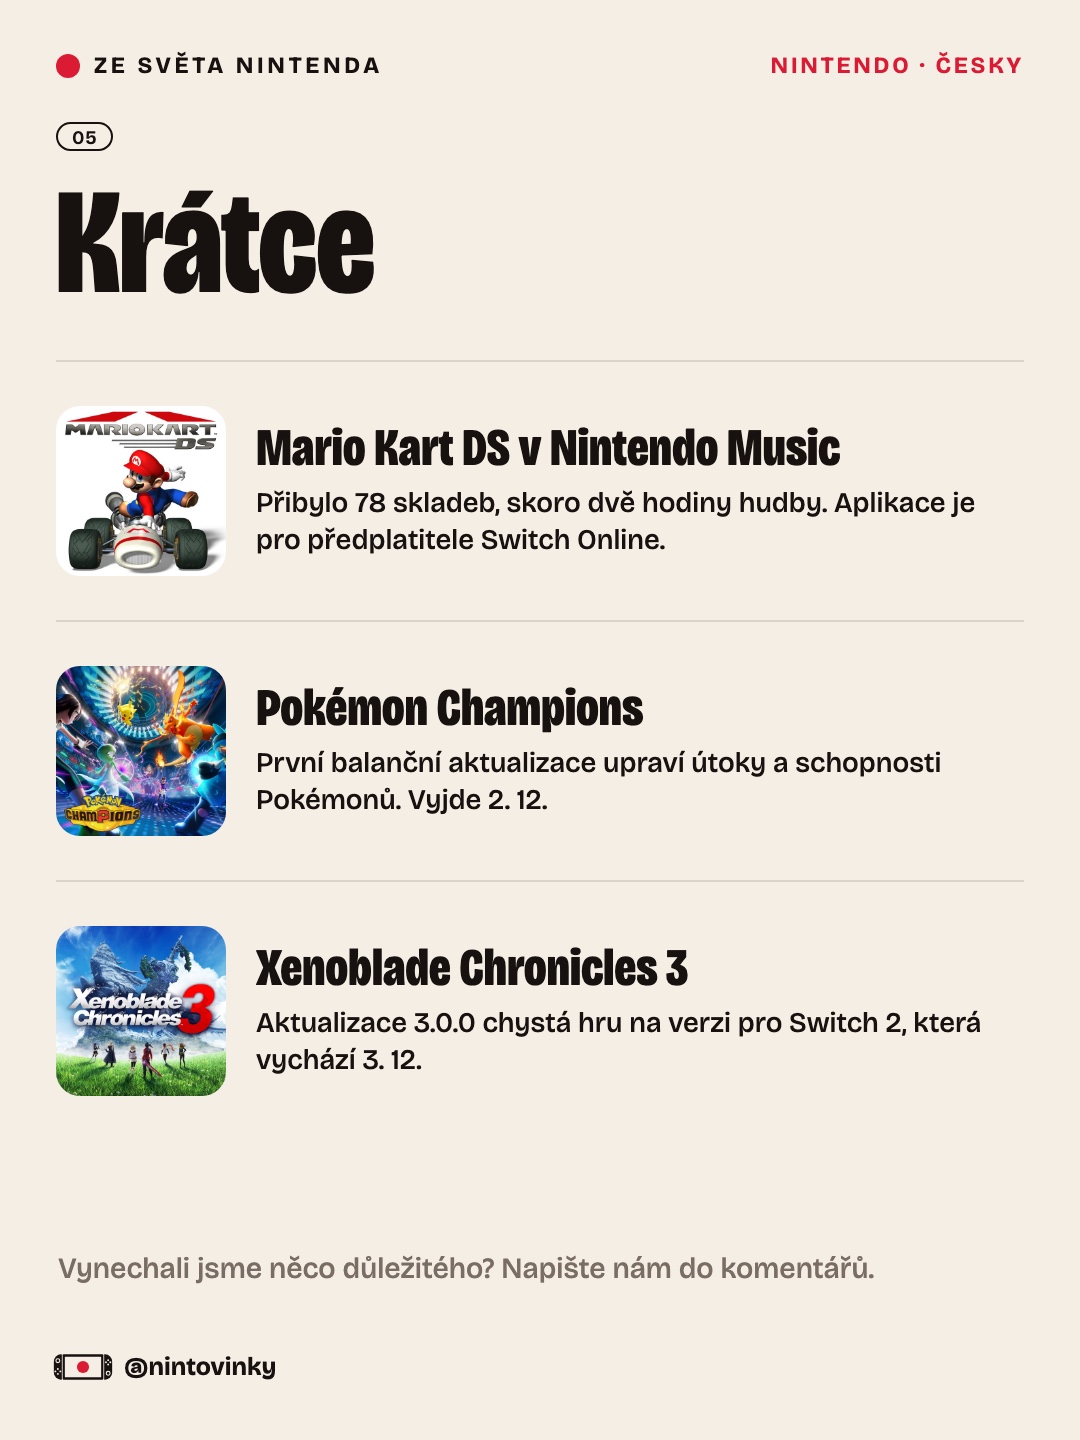 ZE SVĚTA NINTENDA
NINTENDO · ČESKY
05
Krátce
MARIOKART
DS
Mario Kart DS v Nintendo Music
Přibylo 78 skladeb, skoro dvě hodiny hudby. Aplikace je
pro předplatitele Switch Online.
POKÉMON
CHAMPIONS
Pokémon Champions
První balanční aktualizace upraví útoky a schopnosti
Pokémonů. Vyjde 2. 12.
Xenoblade
Chronicles 3
Xenoblade Chronicles 3
Aktualizace 3.0.0 chystá hru na verzi pro Switch 2, která
vychází 3. 12.
Vynechali jsme něco důležitého? Napište nám do komentářů.
@nintovinky